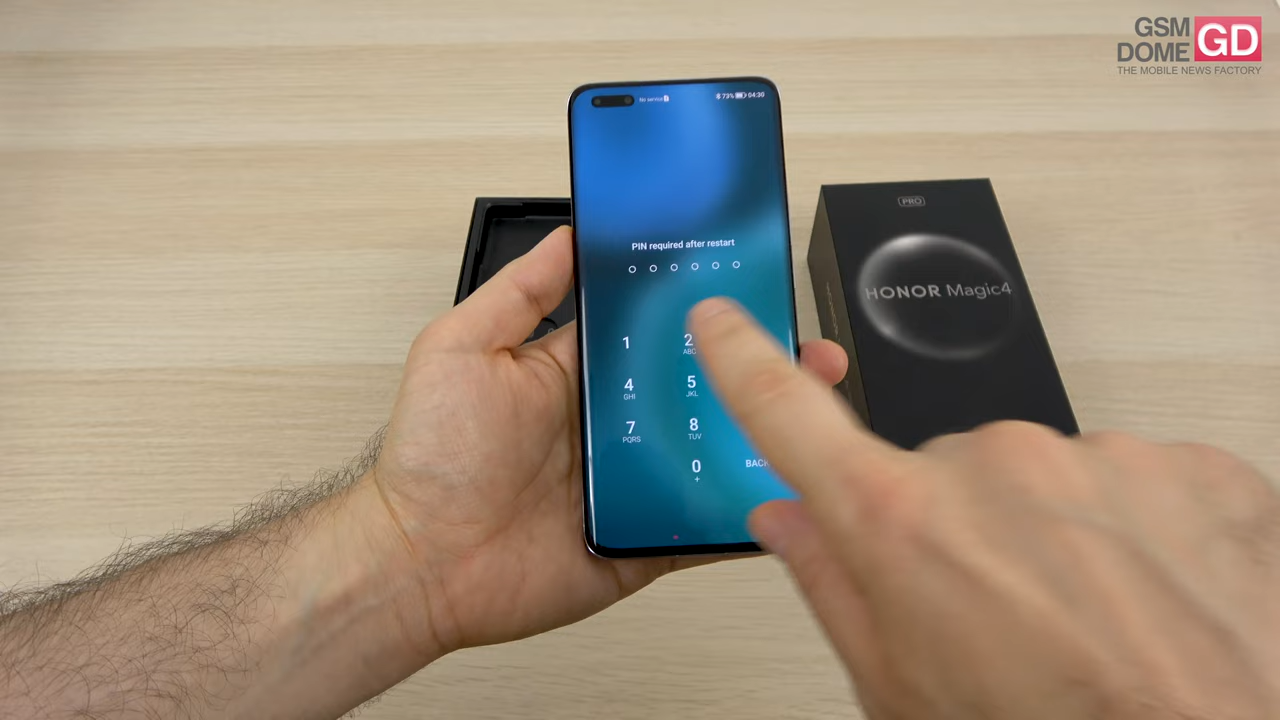 GSM
DOME
GD
THE MOBILE NEWS FACTORY
No service
73% 04:30
PIN required after restart
1
2
ABC
4
GHI
5
JKL
7
PQRS
8
TUV
0
+
BACK
PRO
HONOR Magic4